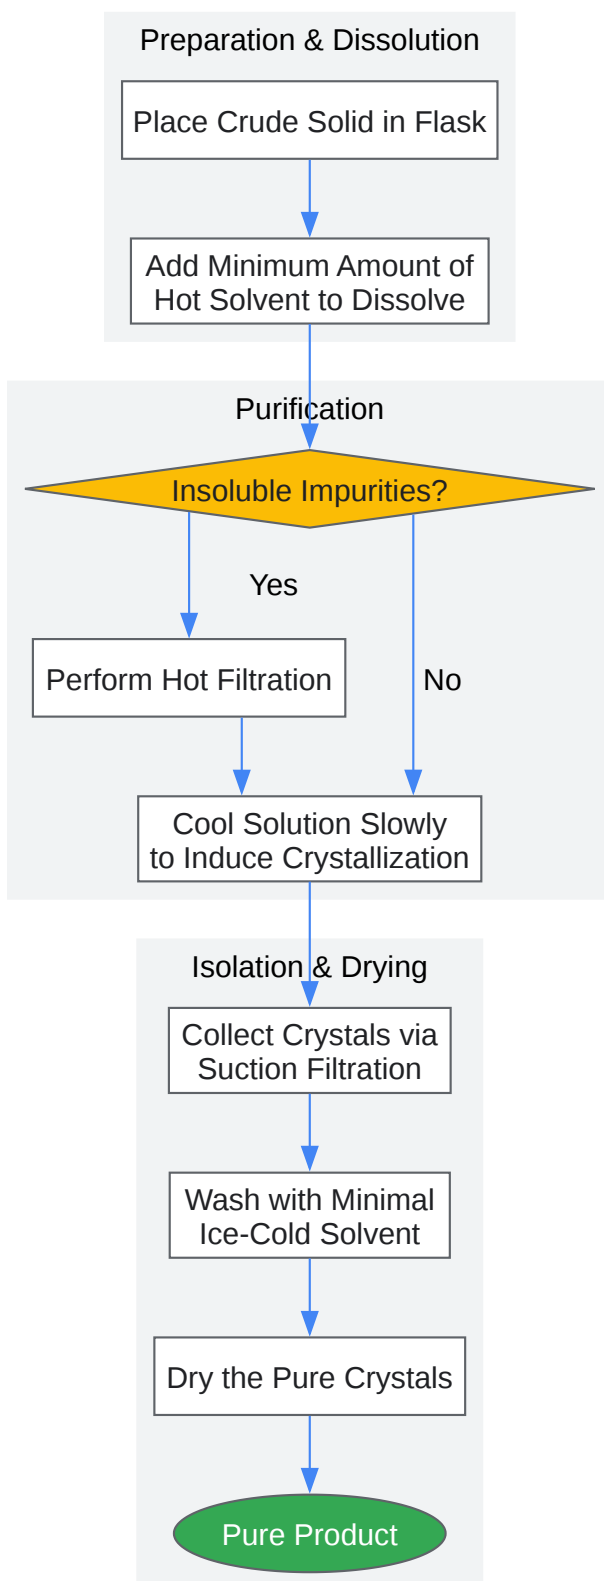 Preparation & Dissolution
Place Crude Solid in Flask
Add Minimum Amount of
Hot Solvent to Dissolve
Purification
Insoluble Impurities?
Yes
Perform Hot Filtration
No
Cool Solution Slowly
to Induce Crystallization
Isolation & Drying
Collect Crystals via
Suction Filtration
Wash with Minimal
Ice-Cold Solvent
Dry the Pure Crystals
Pure Product